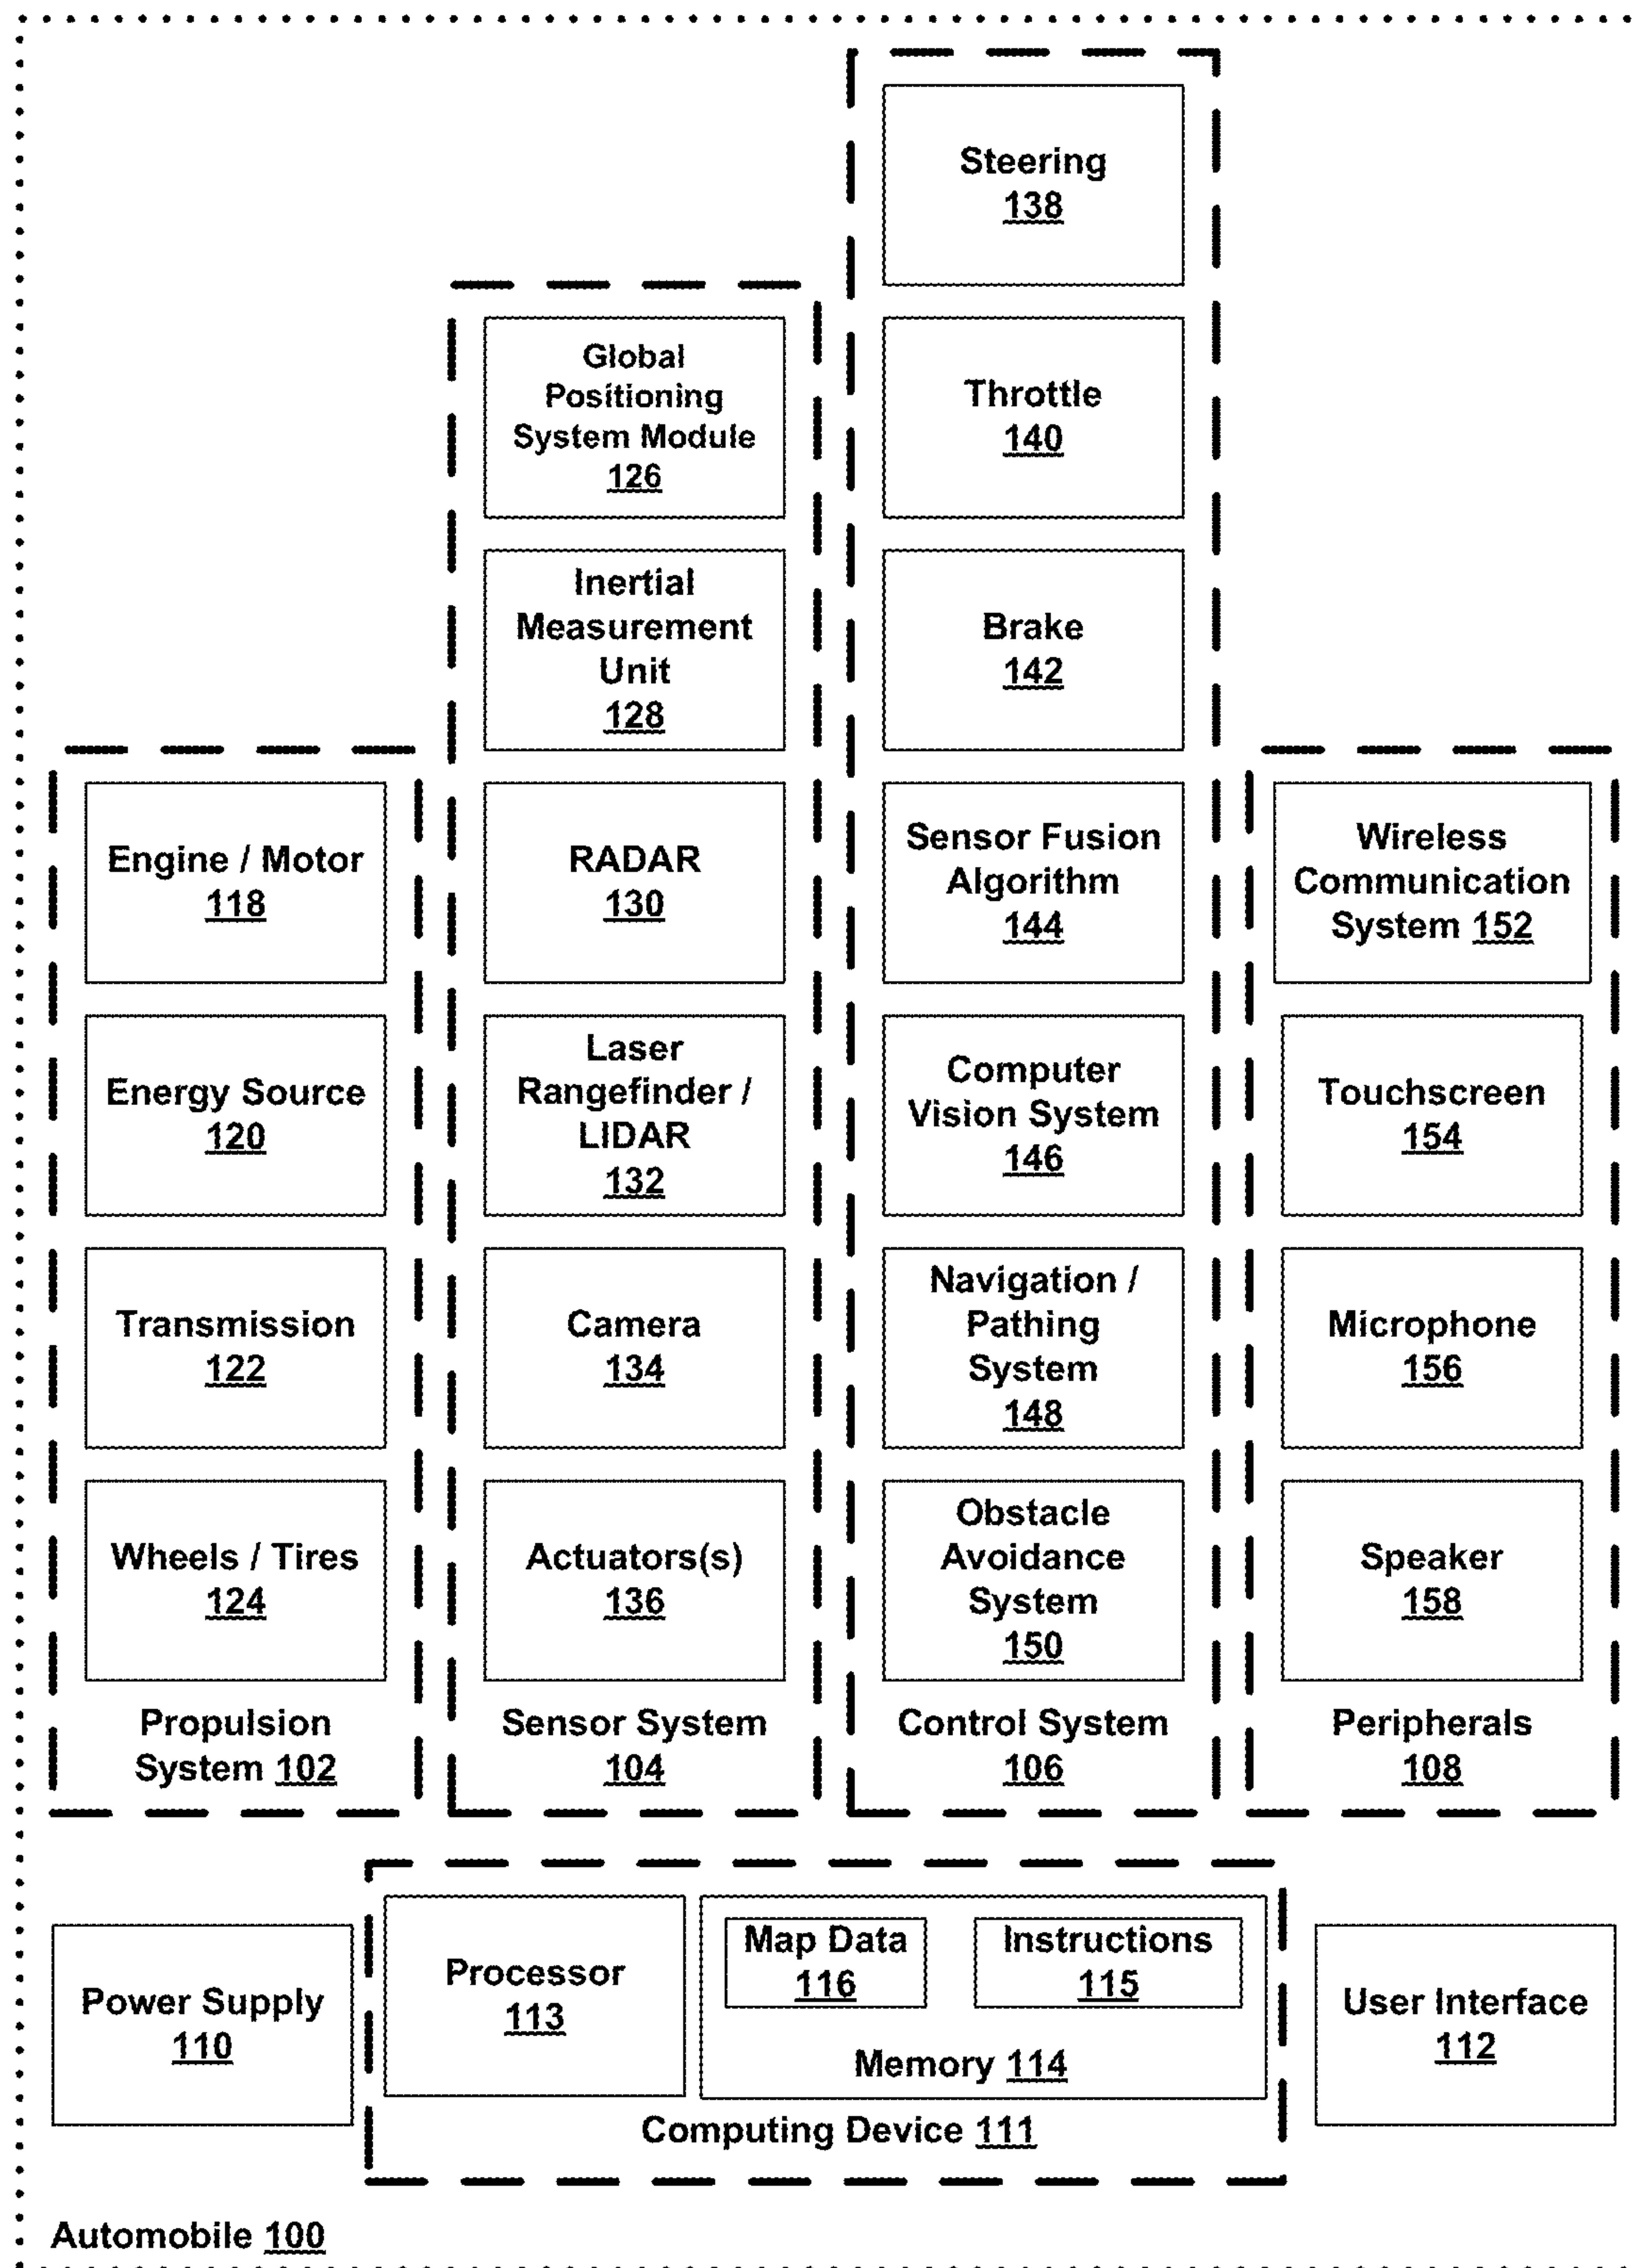 Steering
138
Throttle
140
Brake
142
Sensor Fusion
Algorithm
144
Computer
Vision System
146
Navigation /
Pathing
System
148
Obstacle
Avoidance
System
150
Control System
106
Global
Positioning
System Module
126
Inertial
Measurement
Unit
128
RADAR
130
Laser
Rangefinder /
LIDAR
132
Camera
134
Actuators(s)
136
Sensor System
104
Engine / Motor
118
Energy Source
120
Transmission
122
Wheels / Tires
124
Propulsion
System 102
Wireless
Communication
System 152
Touchscreen
154
Microphone
156
Speaker
158
Peripherals
108
Power Supply
110
Processor
113
Map Data
116
Instructions
115
Memory 114
Computing Device 111
User Interface
112
Automobile 100